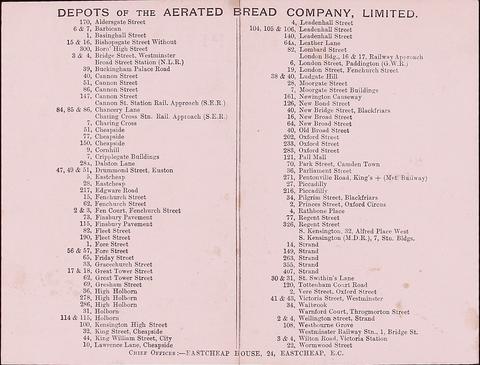 DEPOTS OF THE AERATED BREAD COMPANY, LIMITED.
170, Aldersgate Street
6 & 7, Barbican
1, Basinghall Street
15 & 16, Bishopsgate Street Without
300, Boro' High Street
3 & 4, Bridge Street, Westminster
Broad Street Station (N.L.R.)
39, Buckingham Palace Road
40, Cannon Street
51, Cannon Street
86, Cannon Street
147, Cannon Street
Cannon St. Station Rail. Approach (S.E.R.)
84, 85 & 86, Chancery Lane
Charing Cross Stn. Rail. Approach (S.E.R.)
7, Charing Cross
51, Cheapside
77, Cheapside
150, Cheapside
9, Cornhill
7, Cripplegate Buildings
28a, Dalston Lane
47, 49 & 51, Drummond Street, Euston
5, Eastcheap
28, Eastcheap
217, Edgware Road
15, Fenchurch Street
62, Fenchurch Street
2 & 3, Fen Court, Fenchurch Street
73, Finsbury Pavement
115, Finsbury Pavement
82, Fleet Street
190, Fleet Street
1, Fore Street
56 & 57, Fore Street
65, Friday Street
33, Gracechurch Street
17 & 18, Great Tower Street
62, Great Tower Street
69, Gresham Street
36, High Holborn
278, High Holborn
286, High Holborn
31, Holborn
114 & 115, Holborn
100, Kensington High Street
32, King Street, Cheapside
44, King William Street, City
10, Lawrence Lane, Cheapside
4, Leadenhall Street
104, 105 & 106, Leadenhall Street
140, Leadenhall Street
64a, Leather Lane
82, Lombard Street
London Bdg., 16 & 17, Railway Approach
6, London Street, Paddington (G.W.R.)
19, London Street, Fenchurch Street
38 & 40, Ludgate Hill
28, Moorgate Street
7, Moorgate Street Buildings
161, Newington Causeway
126, New Bond Street
40, New Bridge Street, Blackfriars
16, New Broad Street
64, New Broad Street
40, Old Broad Street
202, Oxford Street
233, Oxford Street
283, Oxford Street
121, Pall Mall
70, Park Street, Camden Town
36, Parliament Street
271, Pentonville Road, King's + (Met. Railway)
27, Piccadilly
216, Piccadilly
34, Pilgrim Street, Blackfriars
2, Princes Street, Oxford Circus
4, Rathbone Place
77, Regent Street
326, Regent Street
S. Kensington, 32, Alfred Place West
S. Kensington (M.D.R.), 7, Stn. Bldgs.
14, Strand
149, Strand
263, Strand
355, Strand
407, Strand
30 & 31, St. Swithin's Lane
120, Tottenham Court Road
2, Vere Street, Oxford Street
41 & 43, Victoria Street, Westminster
34, Walbrook
Warnford Court, Throgmorton Street
2 & 4, Wellington Street, Strand
108, Westbourne Grove
Westminster Railway Stn., 1, Bridge St.
3 & 4, Wilton Road, Victoria Station
22, Wormwood Street
CHIEF OFFICES:—EASTCHEAP HOUSE, 24, EASTCHEAP, E.C.